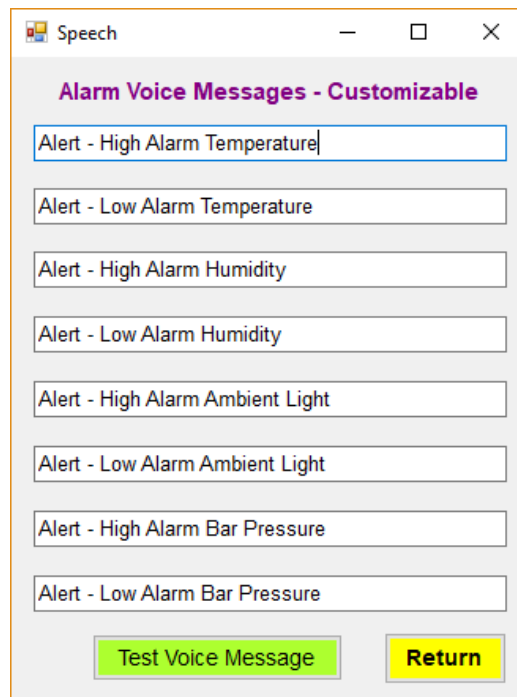 Speech
Alarm Voice Messages - Customizable
Alert - High Alarm Temperature
Alert - Low Alarm Temperature
Alert - High Alarm Humidity
Alert - Low Alarm Humidity
Alert - High Alarm Ambient Light
Alert - Low Alarm Ambient Light
Alert - High Alarm Bar Pressure
Alert - Low Alarm Bar Pressure
Test Voice Message Return